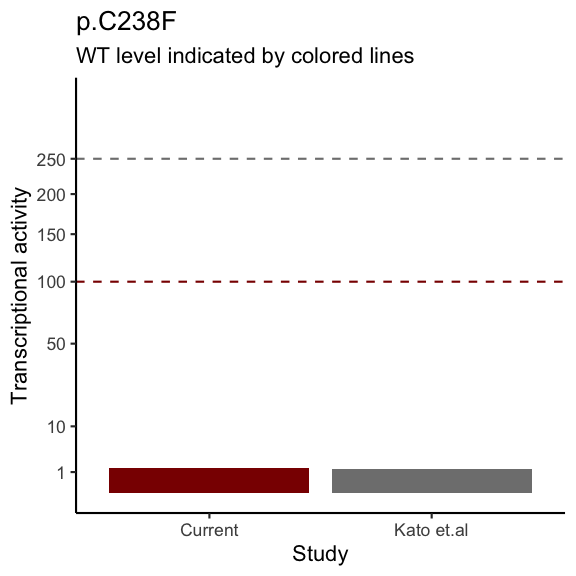 p.C238F
WT level indicated by colored lines
Transcriptional activity
250
200
150
100
50
10
1
Current
Kato et.al
Study